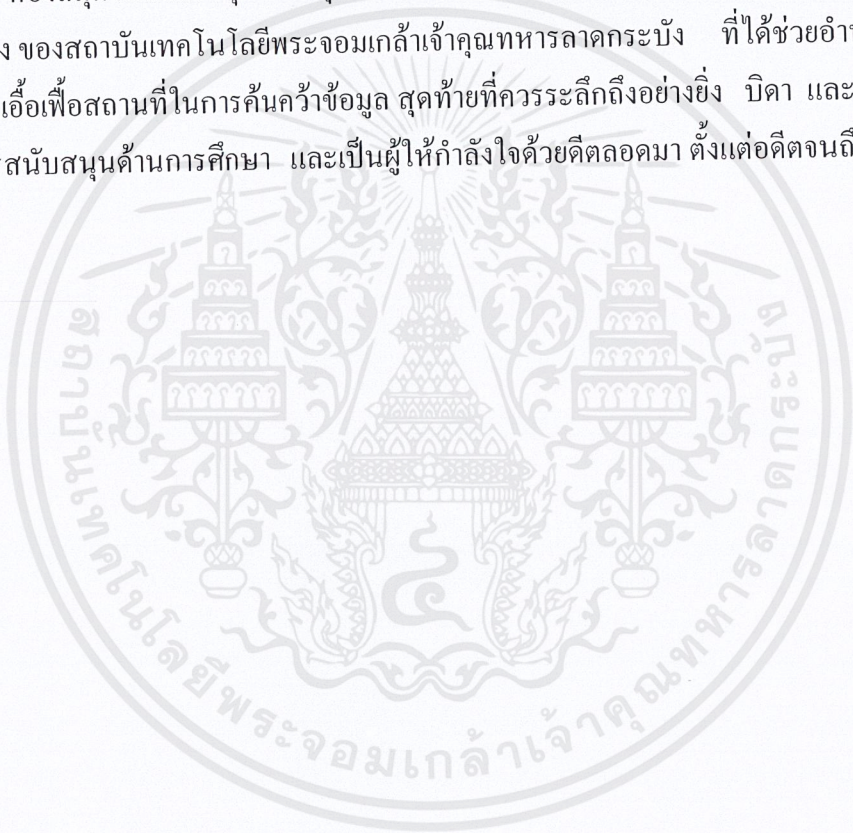 ง ของสถาบันเทคโนโลยีพระจอมเกล้าเจ้าคุณทหารลาดกระบัง ที่ได้ช่วยอำ
เอื้อเฟื้อสถานที่ในการค้นคว้าข้อมูล สุดท้ายที่ควรระลึกถึงอย่างยิ่ง บิดา และ
สนับสนุนด้านการศึกษา และเป็นผู้ให้กำลังใจด้วยดีตลอดมา ตั้งแต่อดีตจนถึ
สถาบันเทคโนโลยีพระจอมเกล้าเจ้าคุณทหารลาดกระบัง